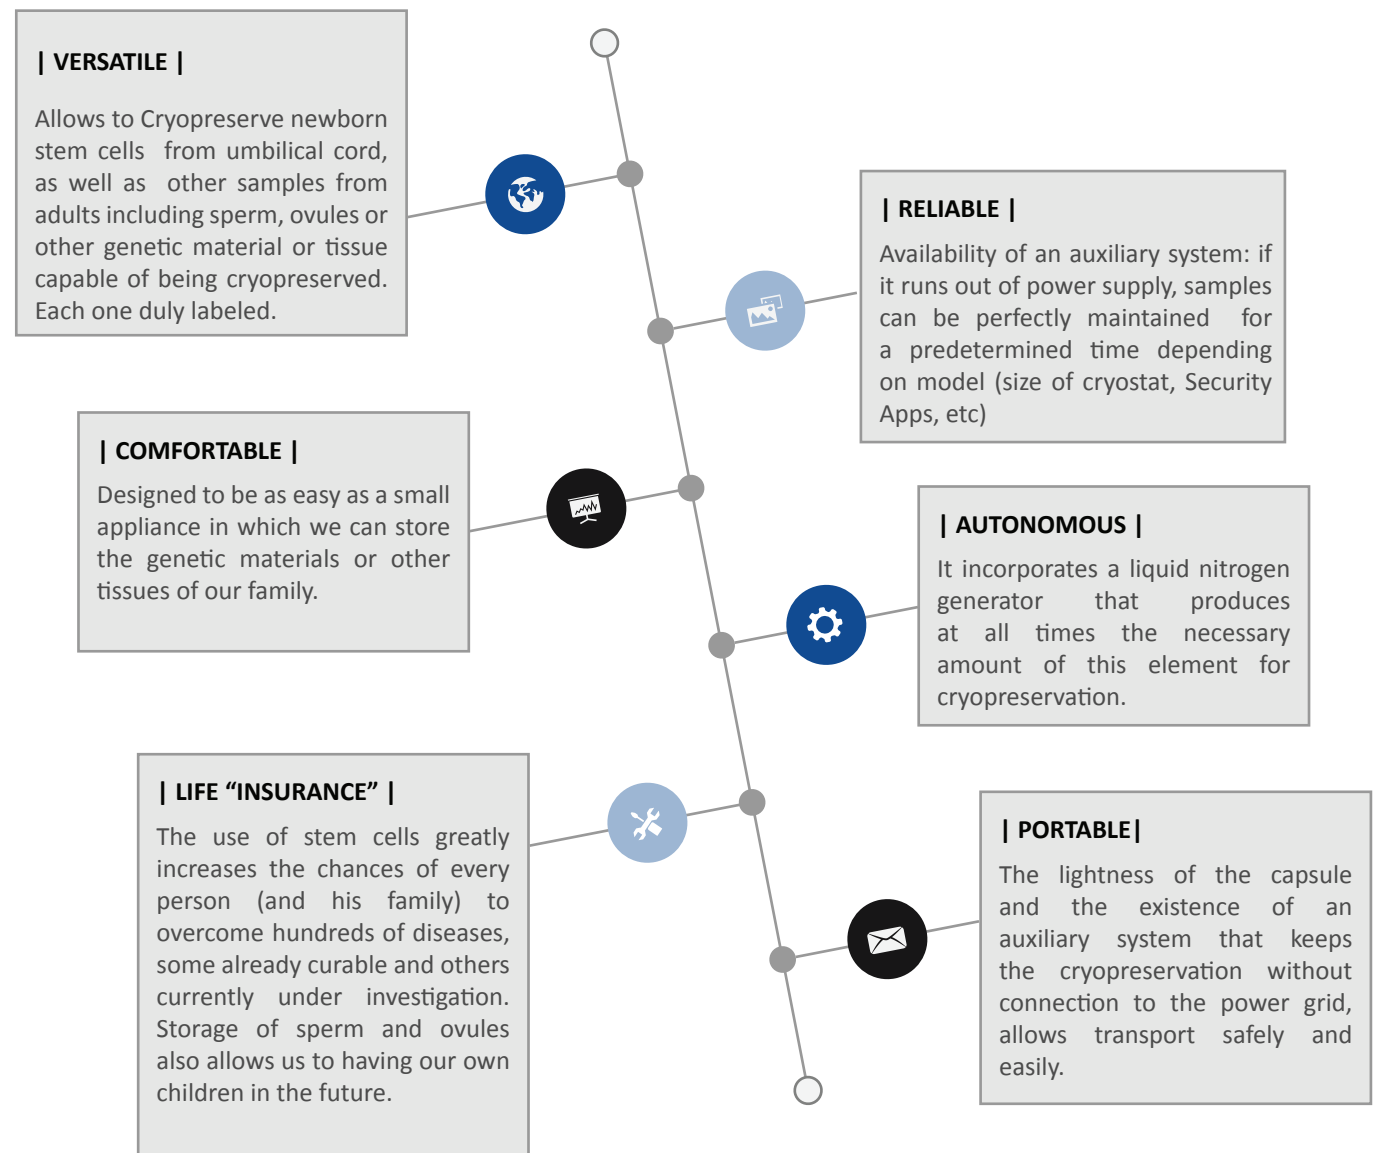 | VERSATILE |
Allows to Cryopreserve newborn
stem cells from umbilical cord,
as well as other samples from
adults including sperm, ovules or
other genetic material or tissue
capable of being cryopreserved.
Each one duly labeled.
| RELIABLE |
Availability of an auxiliary system: if
it runs out of power supply, samples
can be perfectly maintained for
a predetermined time depending
on model (size of cryostat, Security
Apps, etc)
| COMFORTABLE |
Designed to be as easy as a small
appliance in which we can store
the genetic materials or other
tissues of our family.
| AUTONOMOUS |
It incorporates a liquid nitrogen
generator that produces
at all times the necessary
amount of this element for
cryopreservation.
| LIFE “INSURANCE” |
The use of stem cells greatly
increases the chances of every
person (and his family) to
overcome hundreds of diseases,
some already curable and others
currently under investigation.
Storage of sperm and ovules
also allows us to having our own
children in the future.
| PORTABLE|
The lightness of the capsule
and the existence of an
auxiliary system that keeps
the cryopreservation without
connection to the power grid,
allows transport safely and
easily.